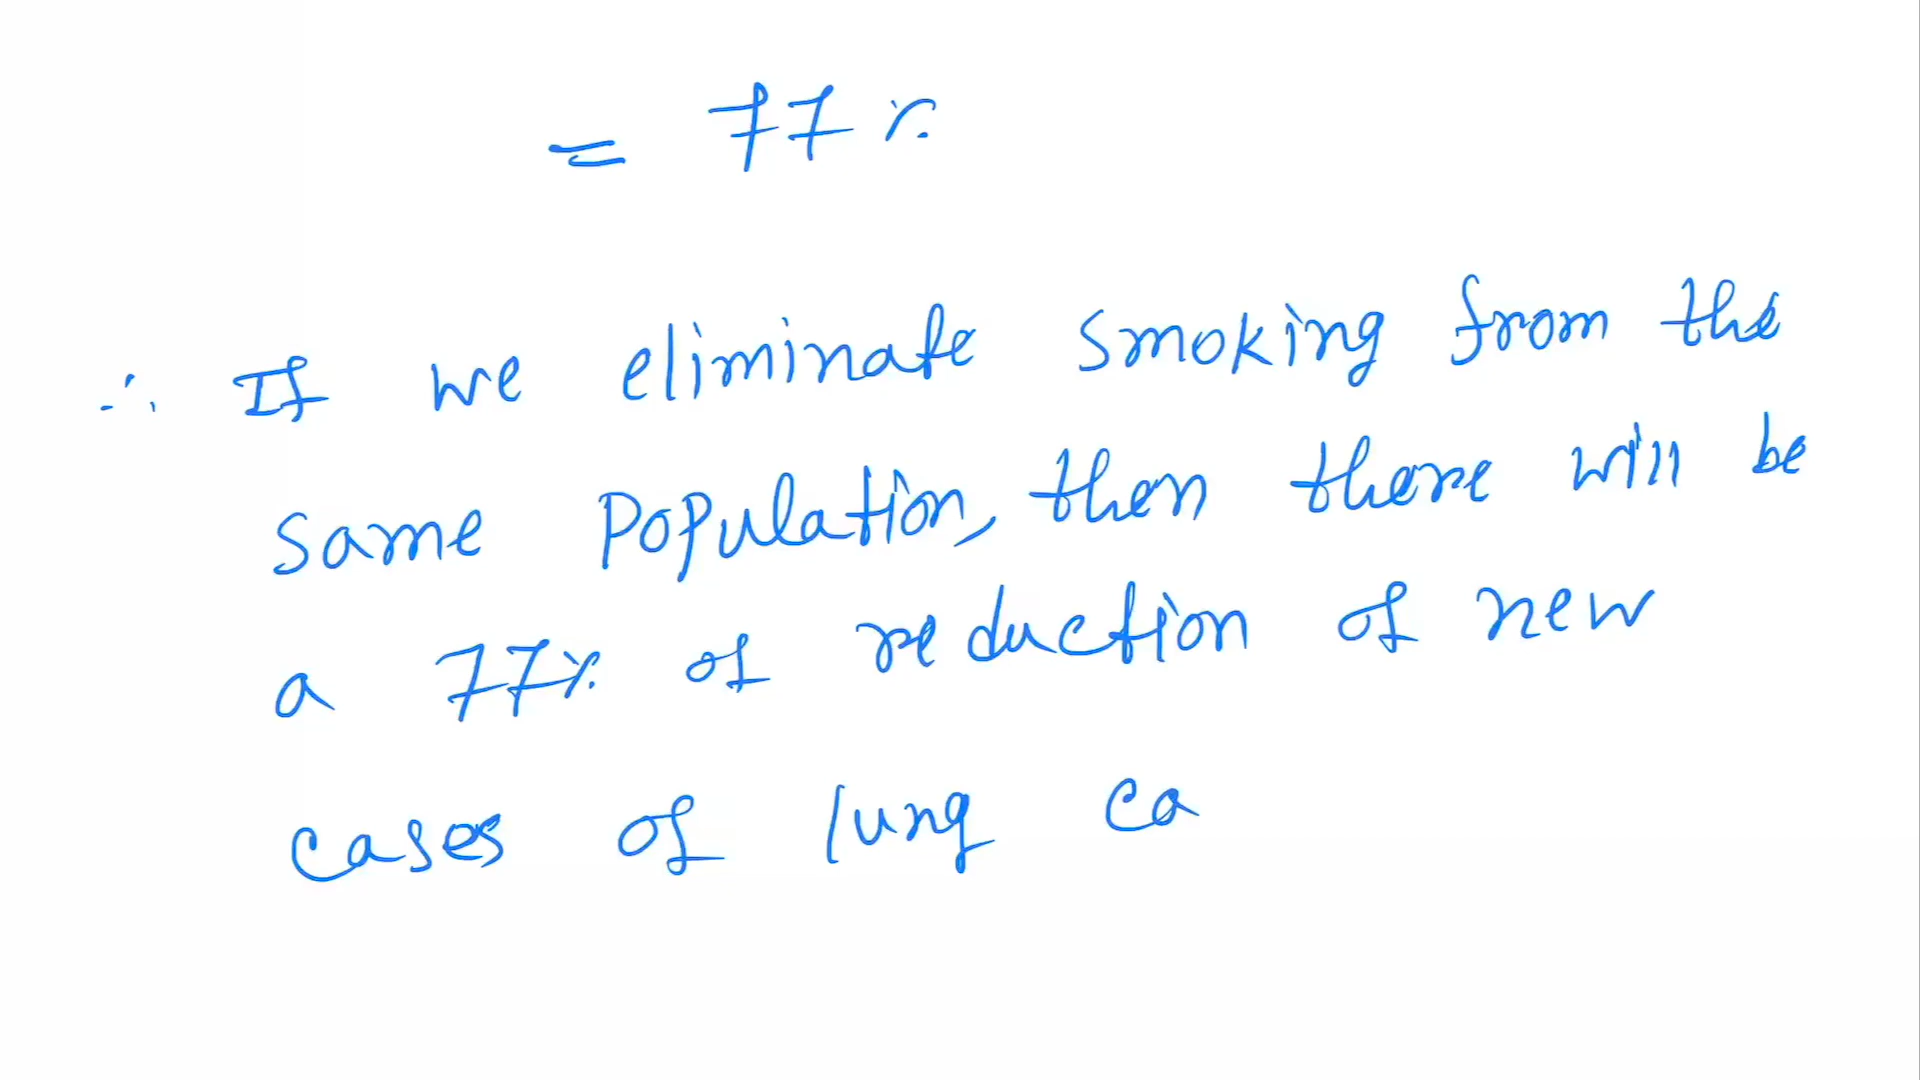 = 77%
∴ If we eliminate smoking from the
same population, then there will be
a 77% of reduction of new
cases of lung ca